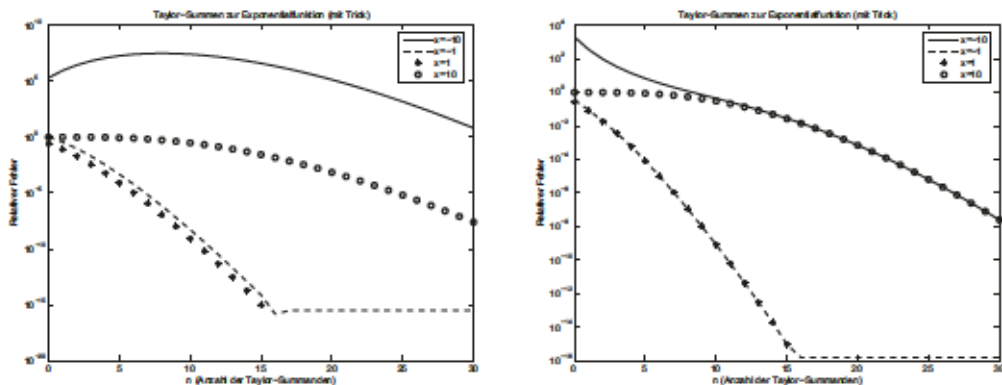 Taylor-Summen zur Exponentialfunktion (mit Trick)
x=-10
x=-1
x=1
x=10
Relativer Fehler
0 5 10 15 20 25 30
n (Anzahl der Taylor-Summanden)
Taylor-Summen zur Exponentialfunktion (mit Trick)
x=-10
x=-1
x=1
x=10
Relativer Fehler
0 5 10 15 20 25 30
n (Anzahl der Taylor-Summanden)